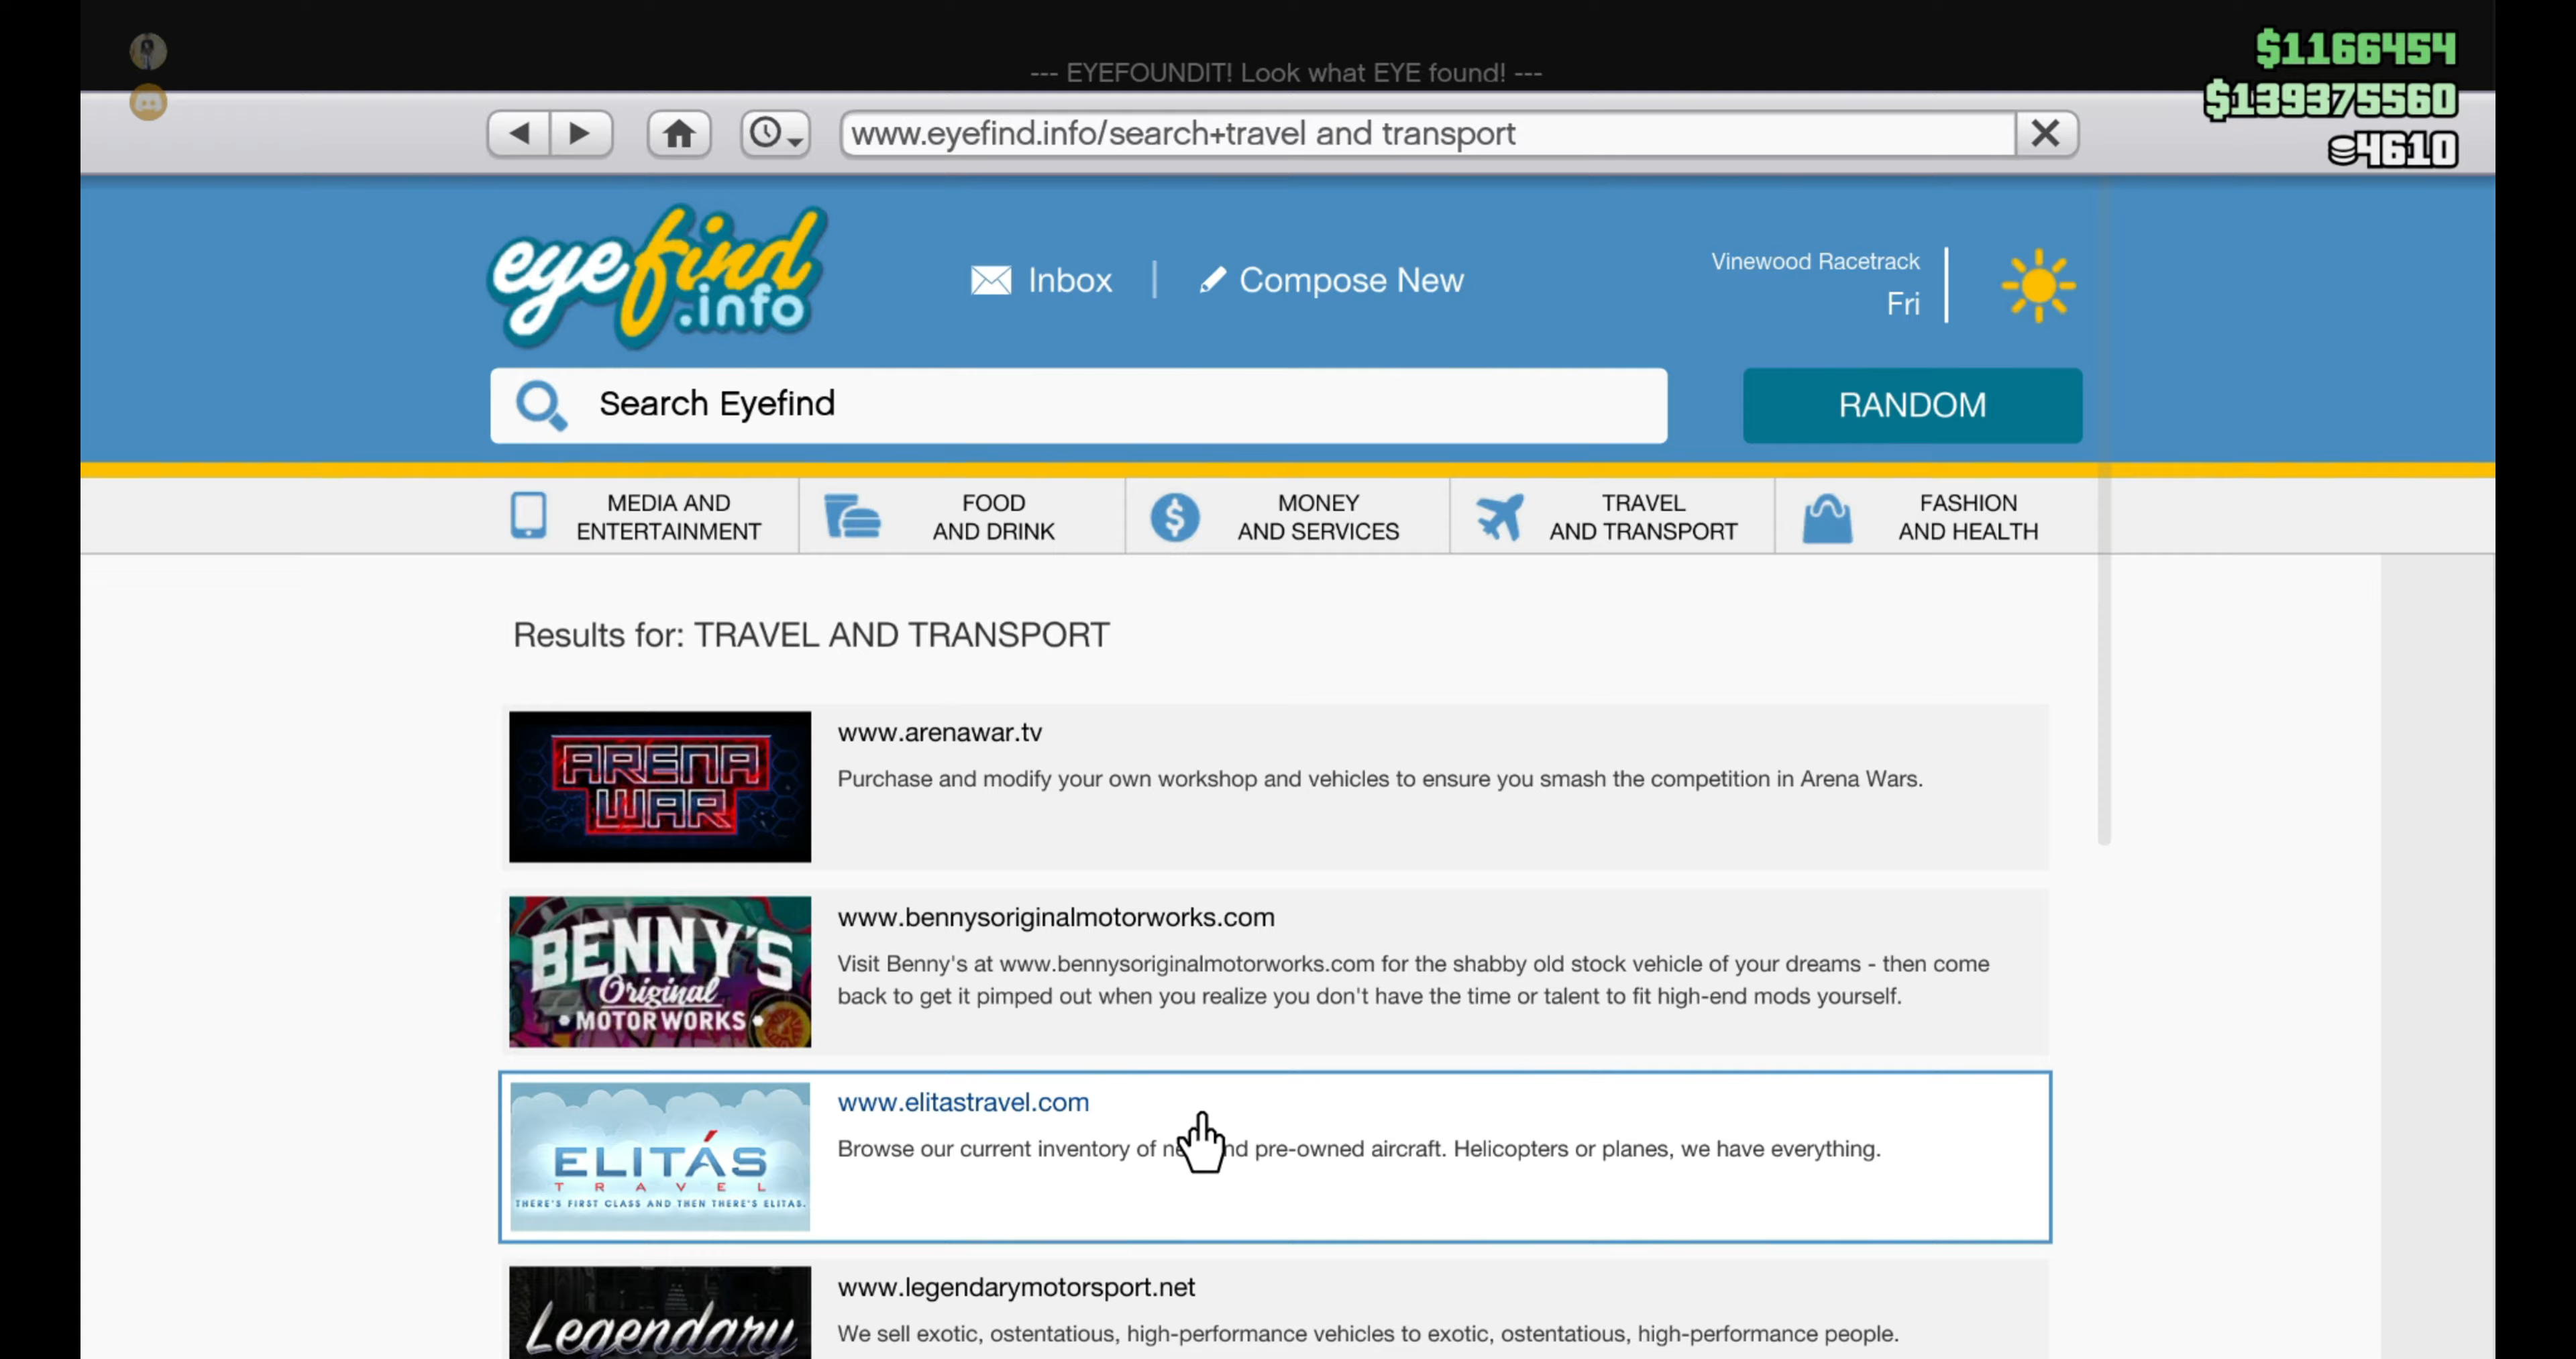 $1166454
--- EYEFOUNDIT! Look what EYE found! ---
$139375560
www.eyefind.info/search+travel and transport
4610
eyefind
.info
Inbox | Compose New
Vinewood Racetrack
Fri
Search Eyefind
RANDOM
MEDIA AND
ENTERTAINMENT
FOOD
AND DRINK
MONEY
AND SERVICES
TRAVEL
AND TRANSPORT
FASHION
AND HEALTH
Results for: TRAVEL AND TRANSPORT
ARENA
WAR
www.arenawar.tv
Purchase and modify your own workshop and vehicles to ensure you smash the competition in Arena Wars.
BENNY'S
Original
MOTORWORKS
www.bennysoriginalmotorworks.com
Visit Benny's at www.bennysoriginalmotorworks.com for the shabby old stock vehicle of your dreams - then come
back to get it pimped out when you realize you don't have the time or talent to fit high-end mods yourself.
ELITÁS
TRAVEL
THERE'S FIRST CLASS AND THEN THERE'S ELITAS.
www.elitastravel.com
Browse our current inventory of pre-owned aircraft. Helicopters or planes, we have everything.
Legendary
www.legendarymotorsport.net
We sell exotic, ostentatious, high-performance vehicles to exotic, ostentatious, high-performance people.